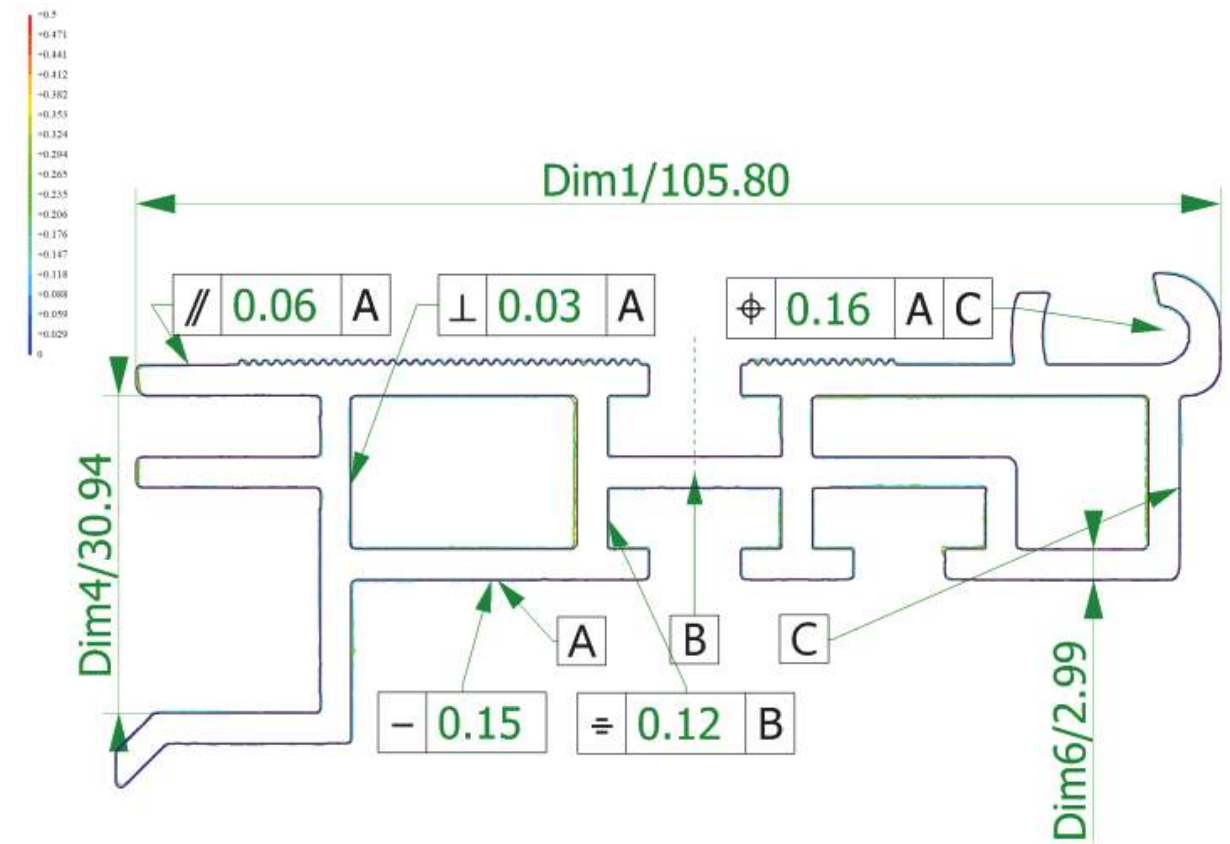 +0.5
+0.471
+0.441
+0.412
+0.382
+0.353
+0.324
+0.294
+0.265
+0.235
+0.206
+0.176
+0.147
+0.118
+0.088
+0.059
+0.029
0
Dim1/105.80
// 0.06 A
⊥ 0.03 A
⌖ 0.16 A C
Dim4/30.94
A
B
C
− 0.15
⌯ 0.12 B
Dim6/2.99